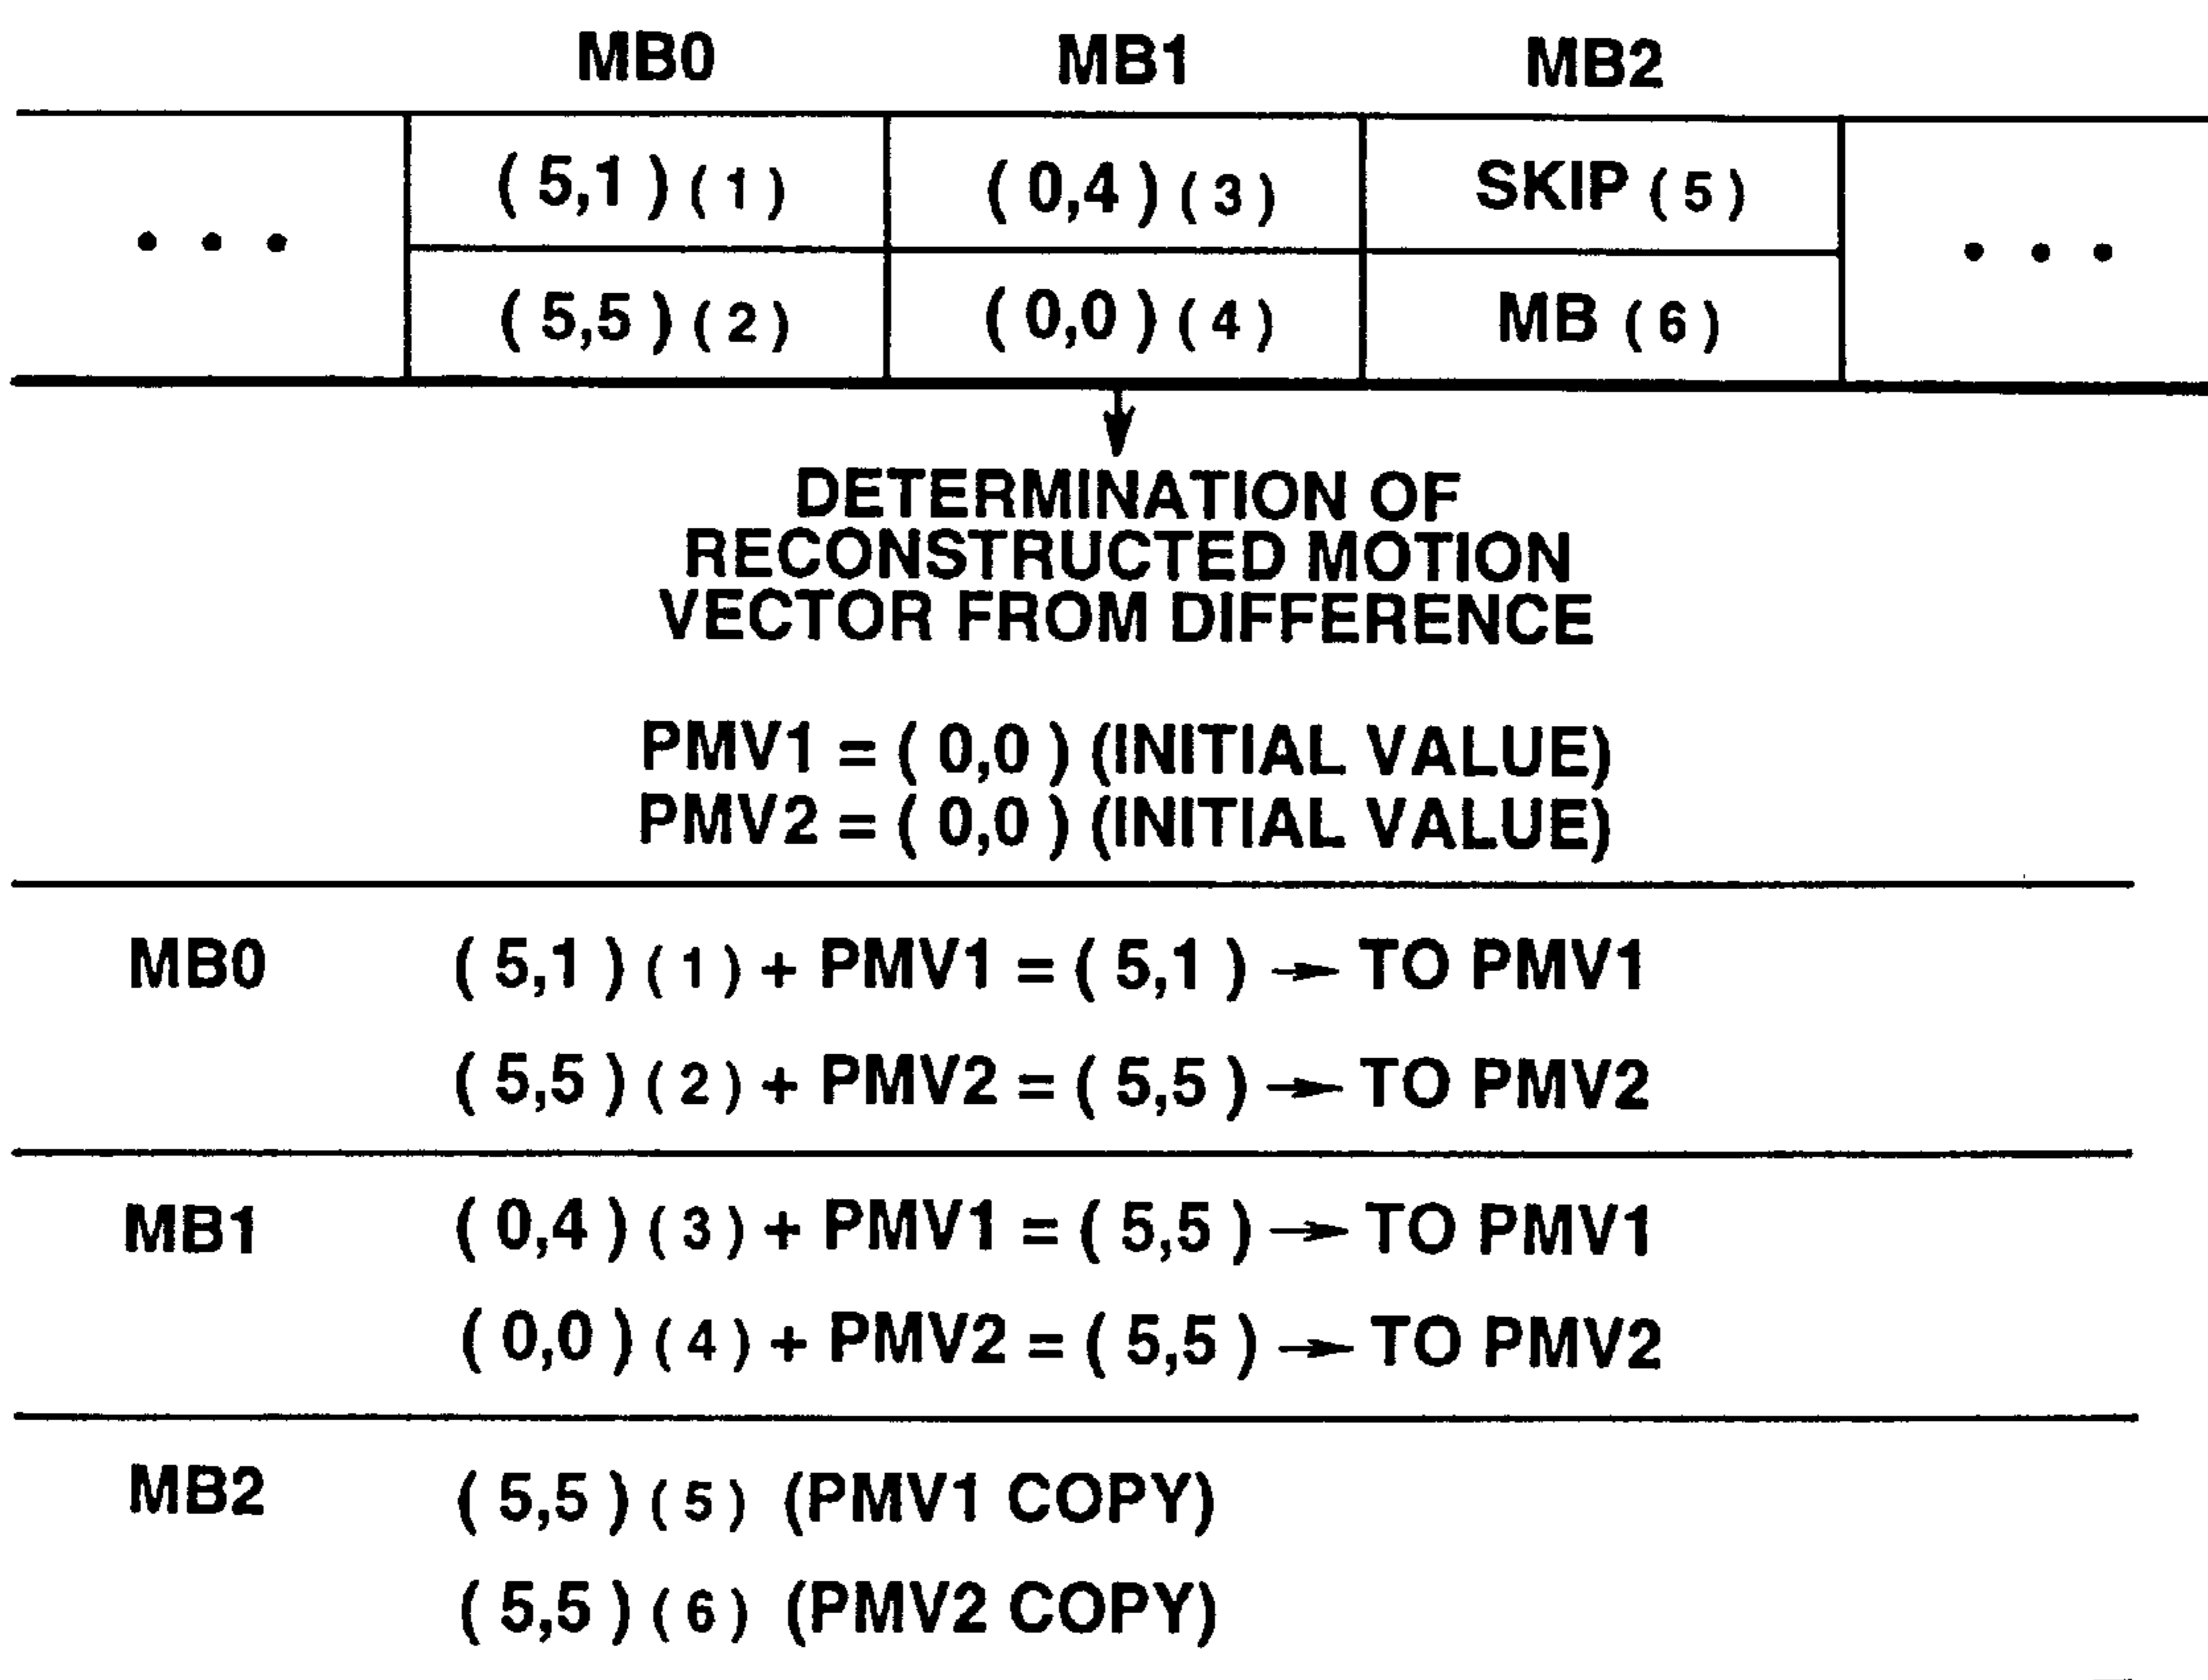 MB0 MB1 MB2
( 5,1 ) ( 1 ) ( 0,4 ) ( 3 ) SKIP ( 5 )
• • • • • •
( 5,5 ) ( 2 ) ( 0,0 ) ( 4 ) MB ( 6 )
DETERMINATION OF
RECONSTRUCTED MOTION
VECTOR FROM DIFFERENCE
PMV1 = ( 0,0 ) (INITIAL VALUE)
PMV2 = ( 0,0 ) (INITIAL VALUE)
MB0 ( 5,1 ) ( 1 ) + PMV1 = ( 5,1 ) → TO PMV1
( 5,5 ) ( 2 ) + PMV2 = ( 5,5 ) → TO PMV2
MB1 ( 0,4 ) ( 3 ) + PMV1 = ( 5,5 ) → TO PMV1
( 0,0 ) ( 4 ) + PMV2 = ( 5,5 ) → TO PMV2
MB2 ( 5,5 ) ( 5 ) (PMV1 COPY)
( 5,5 ) ( 6 ) (PMV2 COPY)